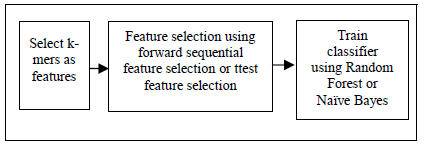 Select k-
mers as
features
Feature selection using
forward sequential
feature selection or ttest
feature selection
Train
classifier
using Random
Forest or
Naïve Bayes